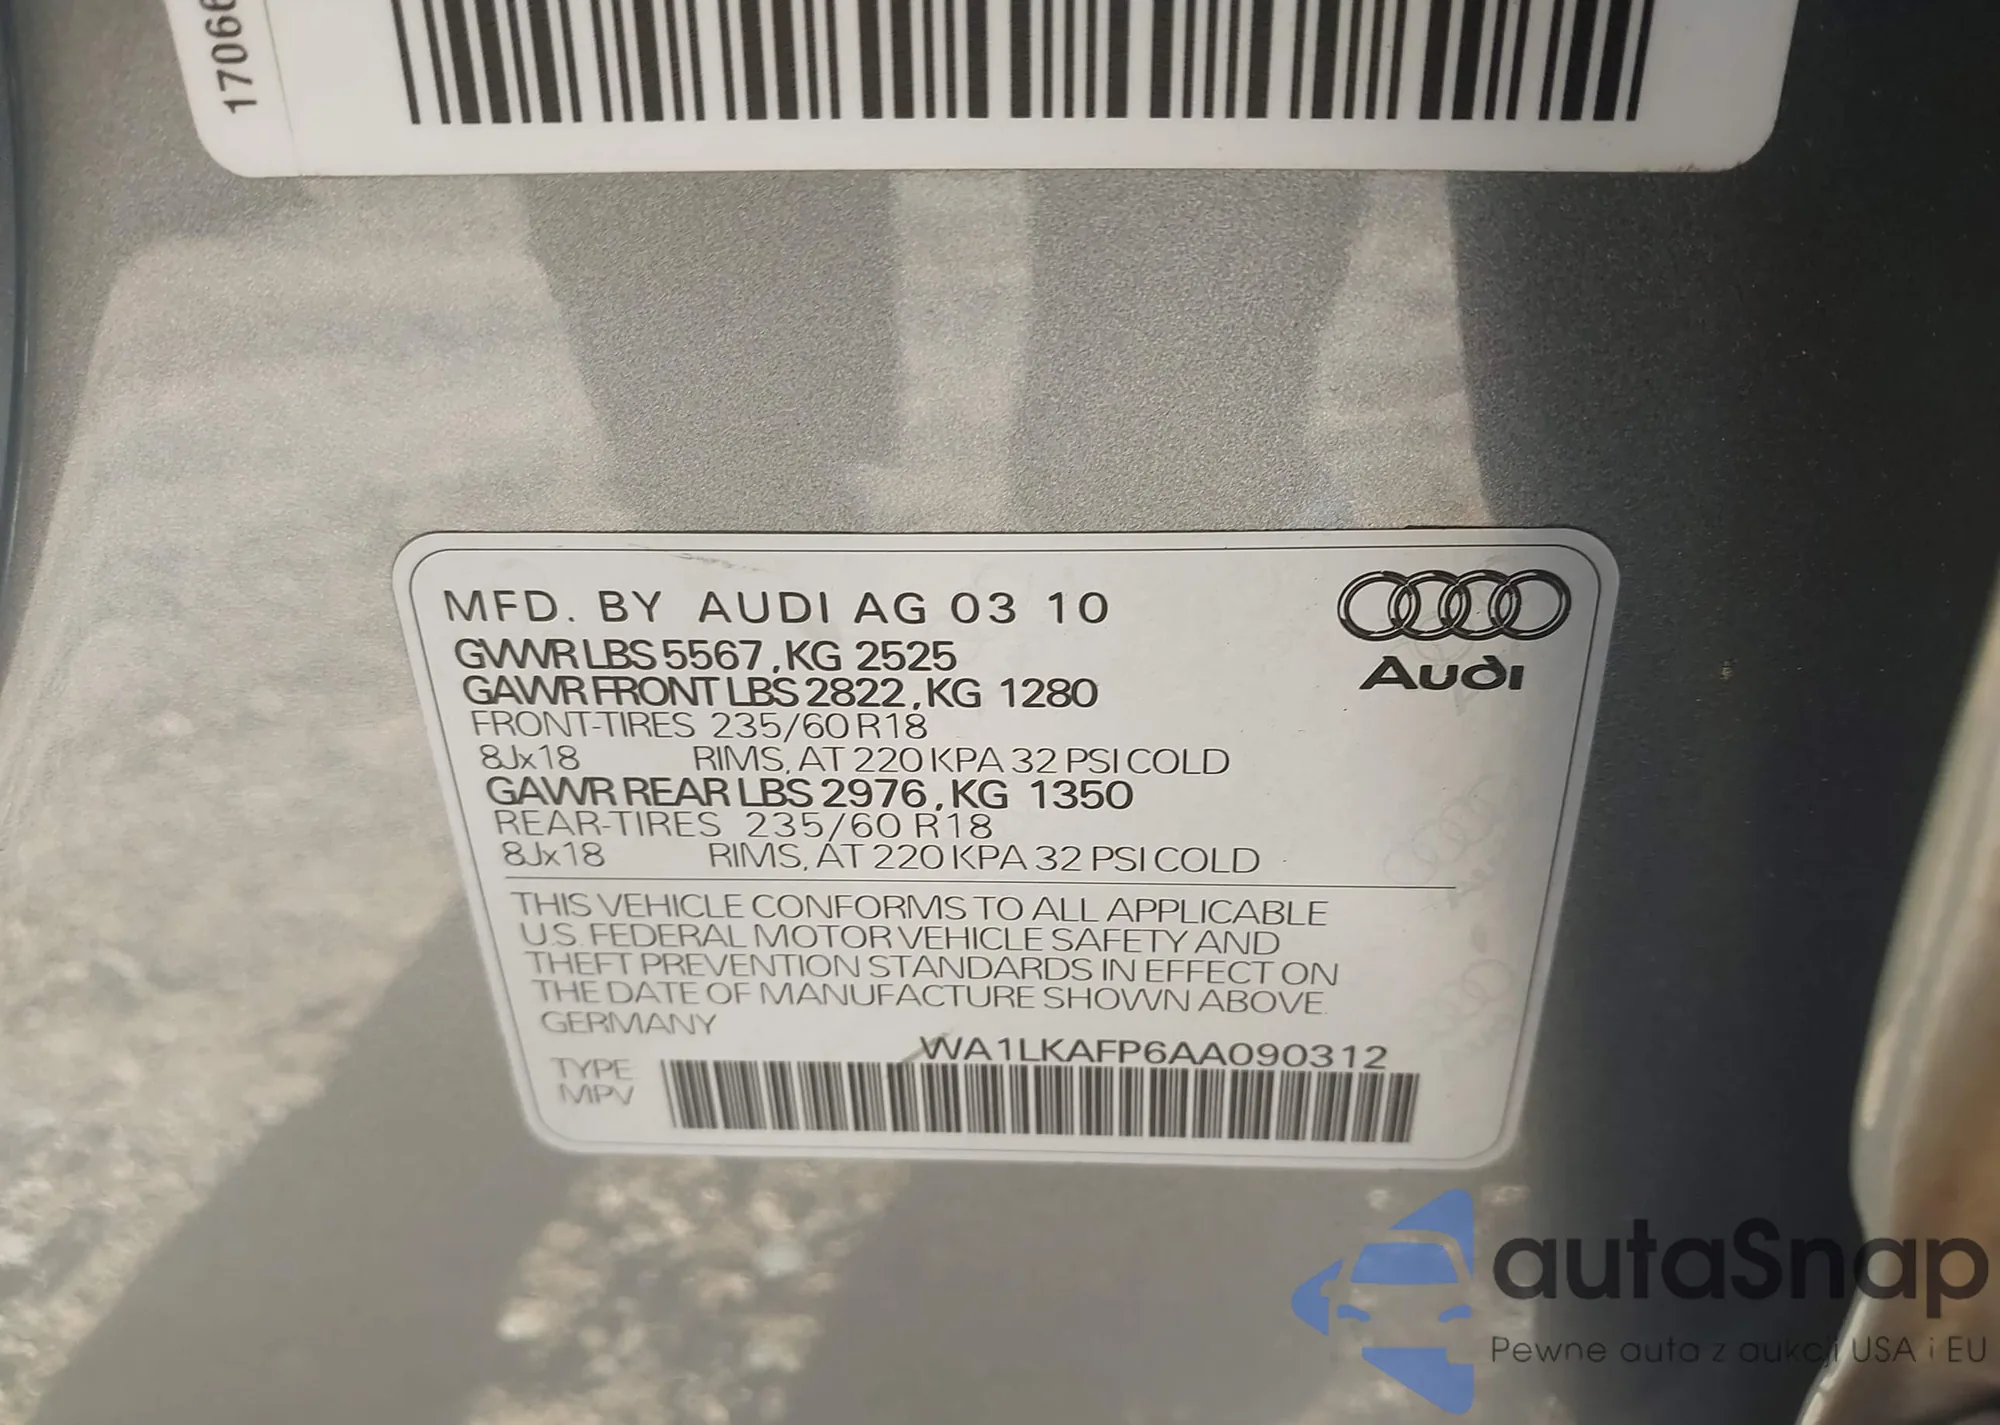 17066
MFD. BY AUDI AG 03 10
GVWR LBS 5567, KG 2525
GAWR FRONT LBS 2822, KG 1280
FRONT-TIRES 235/60 R18
8Jx18 RIMS, AT 220 KPA 32 PSI COLD
GAWR REAR LBS 2976, KG 1350
REAR-TIRES 235/60 R18
8Jx18 RIMS, AT 220 KPA 32 PSI COLD
Audi
THIS VEHICLE CONFORMS TO ALL APPLICABLE
U.S. FEDERAL MOTOR VEHICLE SAFETY AND
THEFT PREVENTION STANDARDS IN EFFECT ON
THE DATE OF MANUFACTURE SHOWN ABOVE.
GERMANY
WA1LKAFP6AA090312
TYPE
MPV
autaSnap
Pewne auta z aukcji USA i EU